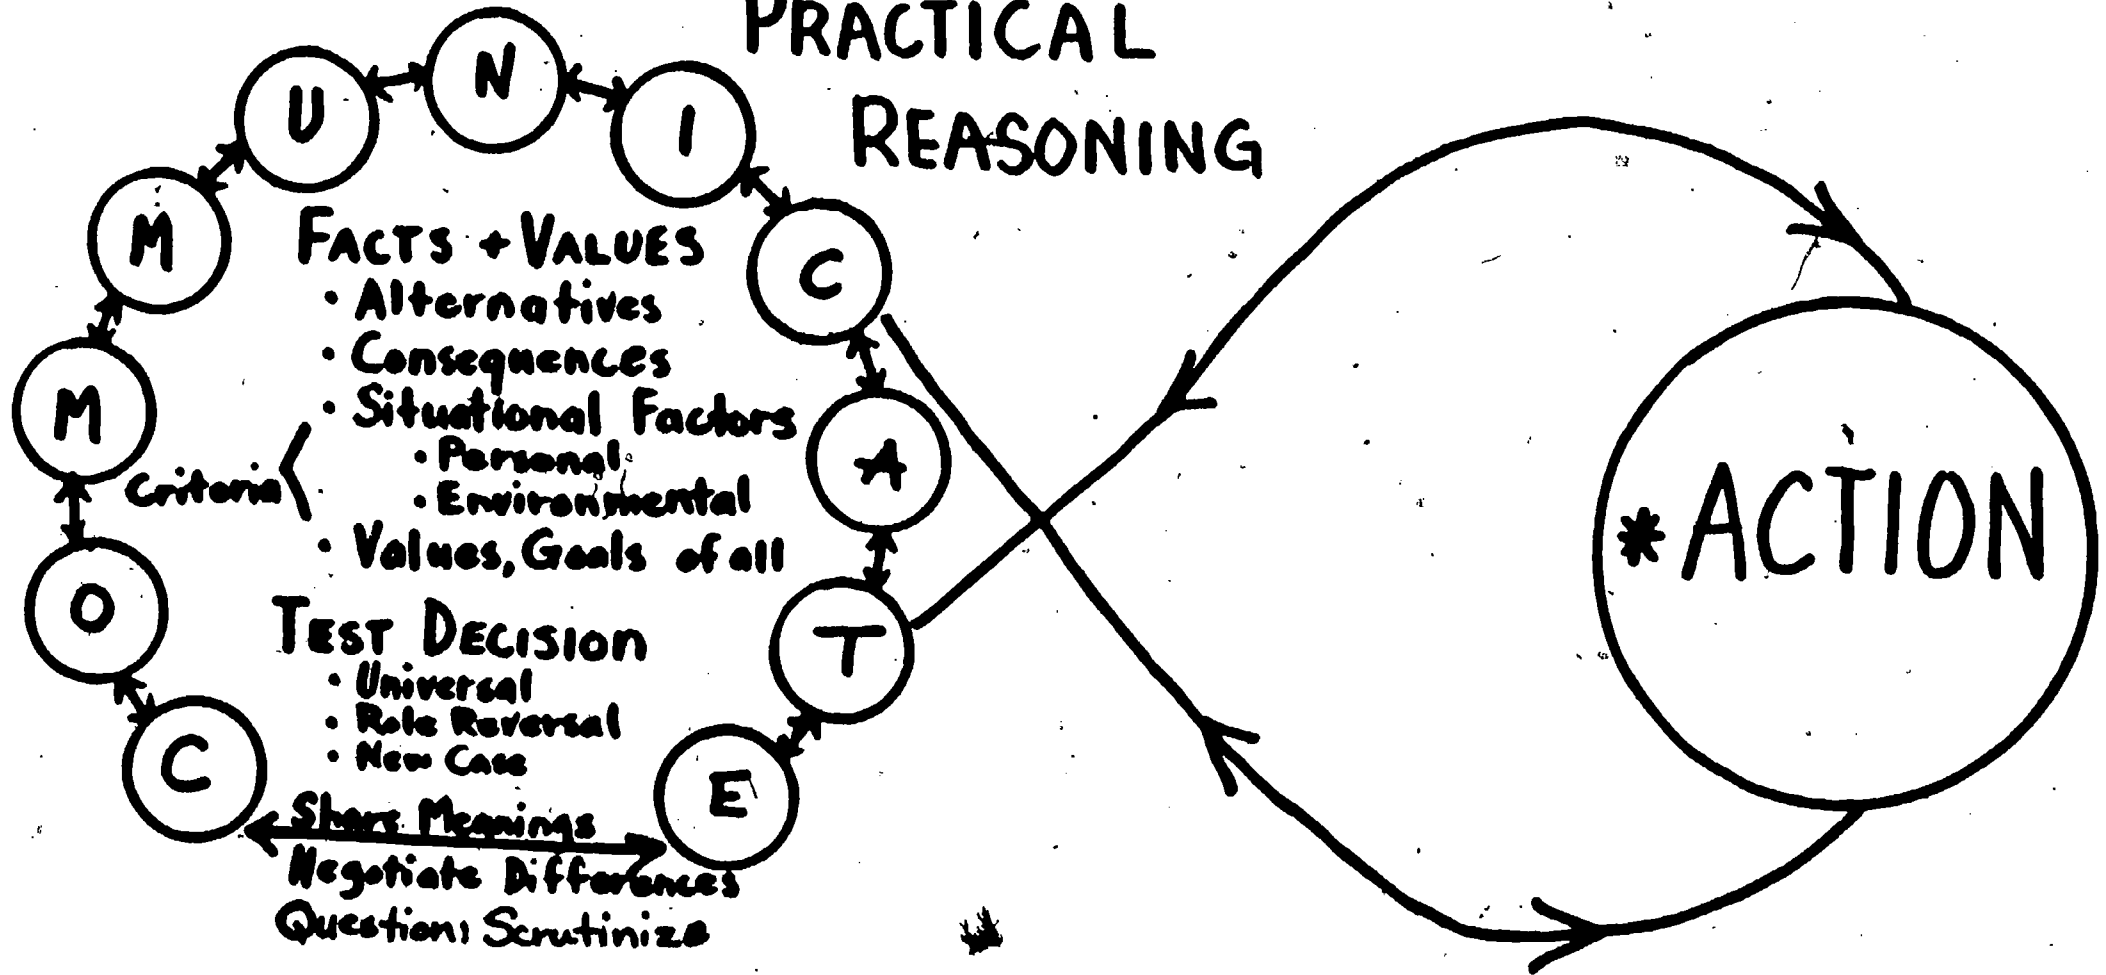 PRACTICAL
REASONING
C
O
M
M
U
N
I
C
A
T
E
FACTS + VALUES
• Alternatives
• Consequences
• Situational Factors
• Personal
• Environmental
Criteria
• Values, Goals of all
TEST DECISION
• Universal
• Role Reversal
• New Case
Share Meanings
Negotiate Differences
Question; Scrutinize
*ACTION